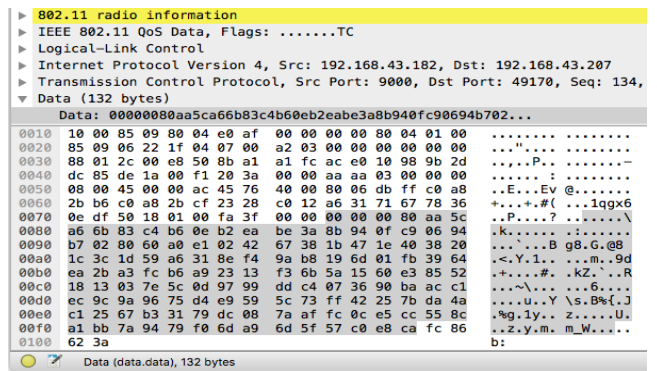 802.11 radio information
IEEE 802.11 QoS Data, Flags: .......TC
Logical-Link Control
Internet Protocol Version 4, Src: 192.168.43.182, Dst: 192.168.43.207
Transmission Control Protocol, Src Port: 9000, Dst Port: 49170, Seq: 134,
Data (132 bytes)
Data: 00000080aa5ca66b83c4b60eb2eabe3a8b940fc90694b702...
0010 10 00 85 09 80 04 e0 af 00 00 00 00 80 04 01 00 ........ ........
0020 85 09 06 22 1f 04 07 00 a2 03 00 00 00 00 00 00 ...".... ........
0030 88 01 2c 00 e8 50 8b a1 a1 fc ac e0 10 98 9b 2d ..,..P.. .......-
0040 dc 85 de 1a 00 f1 20 3a 00 00 aa aa 03 00 00 00 ...... : ........
0050 08 00 45 00 00 ac 45 76 40 00 80 06 db ff c0 a8 ..E...Ev @.......
0060 2b b6 c0 a8 2b cf 23 28 c0 12 a6 31 71 67 78 36 +...+.#( ...1qgx6
0070 0e df 50 18 01 00 fa 3f 00 00 00 00 00 80 aa 5c ..P....? .......\
0080 a6 6b 83 c4 b6 0e b2 ea be 3a 8b 94 0f c9 06 94 .k...... .:......
0090 b7 02 80 60 a0 e1 02 42 67 38 1b 47 1e 40 38 20 ...`...B g8.G.@8
00a0 1c 3c 1d 59 a6 31 8e f4 9a b8 19 6d 01 fb 39 64 .<.Y.1.. ...m..9d
00b0 ea 2b a3 fc b6 a9 23 13 f3 6b 5a 15 60 e3 85 52 .+....#. .kZ.`..R
00c0 18 13 03 7e 5c 0d 97 99 dd c4 07 36 90 ba ac c1 ...~\... ...6....
00d0 ec 9c 9a 96 75 d4 e9 59 5c 73 ff 42 25 7b da 4a ....u..Y \s.B%{.J
00e0 c1 25 67 b3 31 79 dc 08 7a af fc 0c e5 cc 55 8c .%g.1y.. z.....U.
00f0 a1 bb 7a 94 79 f0 6d a9 6d 5f 57 c0 e8 ca fc 86 ..z.y.m. m_W.....
0100 62 3a b:
Data (data.data), 132 bytes